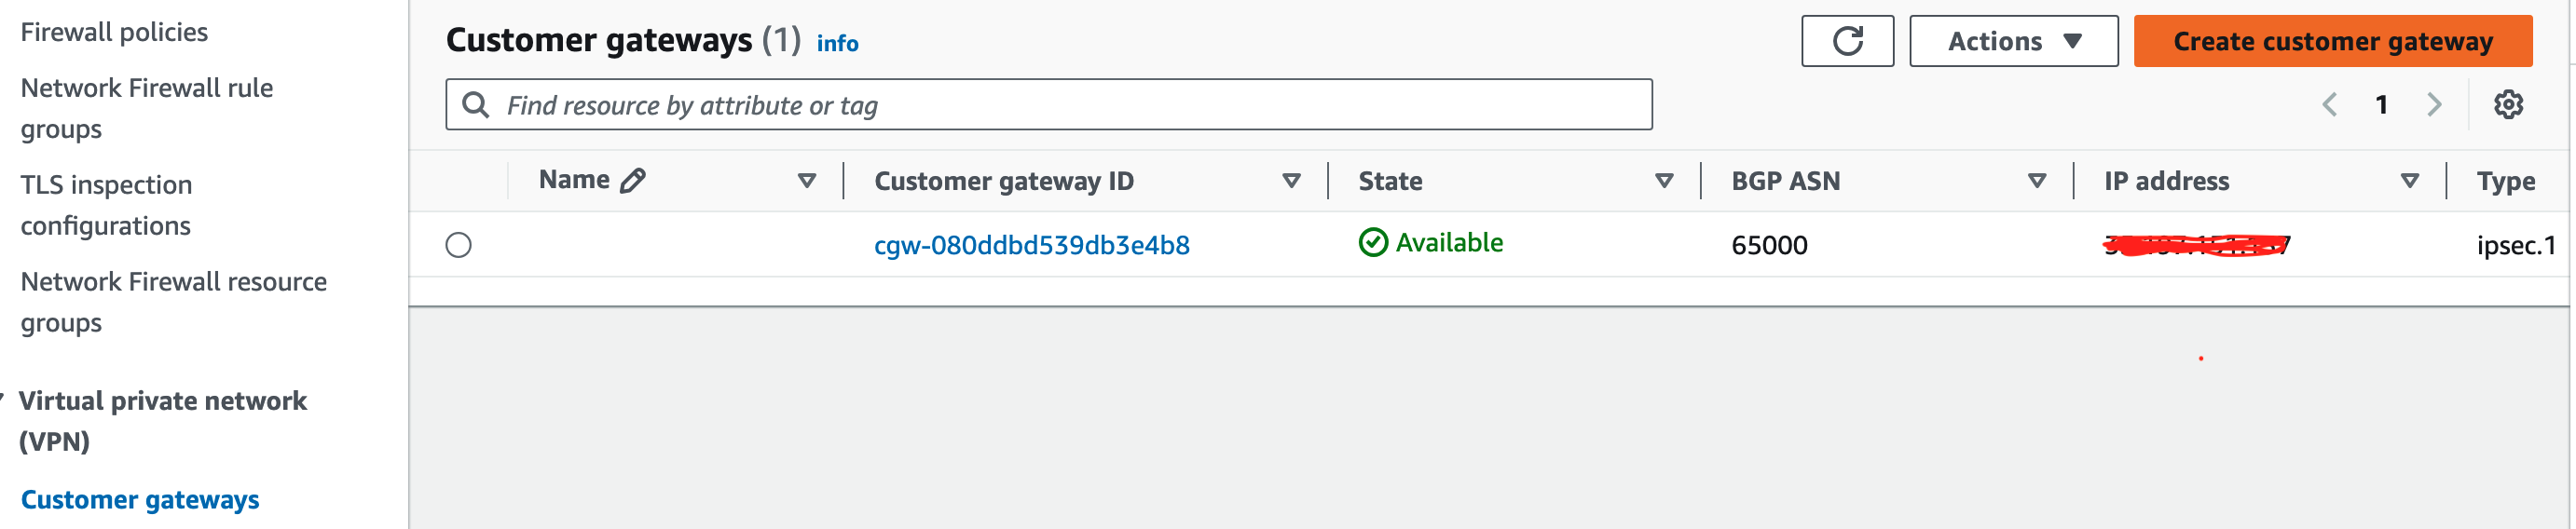 Firewall policies
Network Firewall rule
groups
TLS inspection
configurations
Network Firewall resource
groups
Virtual private network
(VPN)
Customer gateways
Customer gateways (1) info
Actions
Create customer gateway
Find resource by attribute or tag
1
Name
Customer gateway ID
State
BGP ASN
IP address
Type
cgw-080ddbd539db3e4b8
Available
65000
ipsec.1